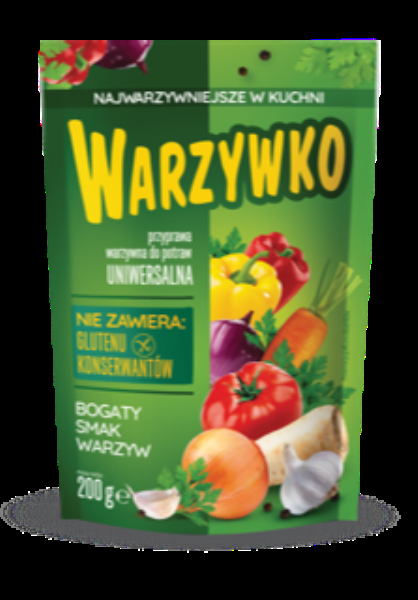 NAJWARZYWNIEJSZE W KUCHNI
WARZYWKO
przyprawa
warzywna do potraw
UNIWERSALNA
NIE ZAWIERA:
GLUTENU
KONSERWANTÓW
BOGATY
SMAK
WARZYW
200 g e